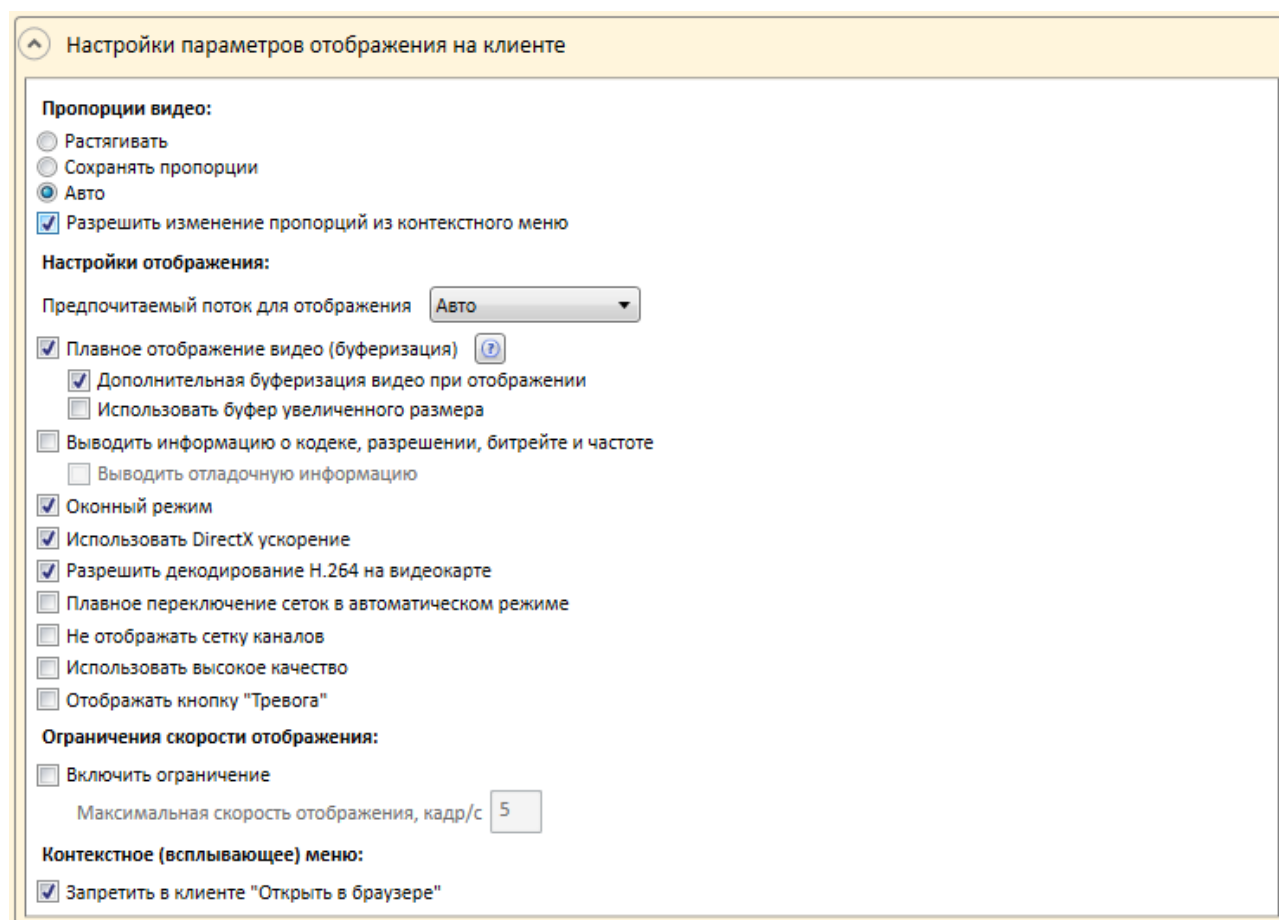 Настройки параметров отображения на клиенте
Пропорции видео:
Растягивать
Сохранять пропорции
Авто
Разрешить изменение пропорций из контекстного меню
Настройки отображения:
Предпочитаемый поток для отображения Авто
Плавное отображение видео (буферизация) ?
Дополнительная буферизация видео при отображении
Использовать буфер увеличенного размера
Выводить информацию о кодеке, разрешении, битрейте и частоте
Выводить отладочную информацию
Оконный режим
Использовать DirectX ускорение
Разрешить декодирование H.264 на видеокарте
Плавное переключение сеток в автоматическом режиме
Не отображать сетку каналов
Использовать высокое качество
Отображать кнопку "Тревога"
Ограничения скорости отображения:
Включить ограничение
Максимальная скорость отображения, кадр/с 5
Контекстное (всплывающее) меню:
Запретить в клиенте "Открыть в браузере"